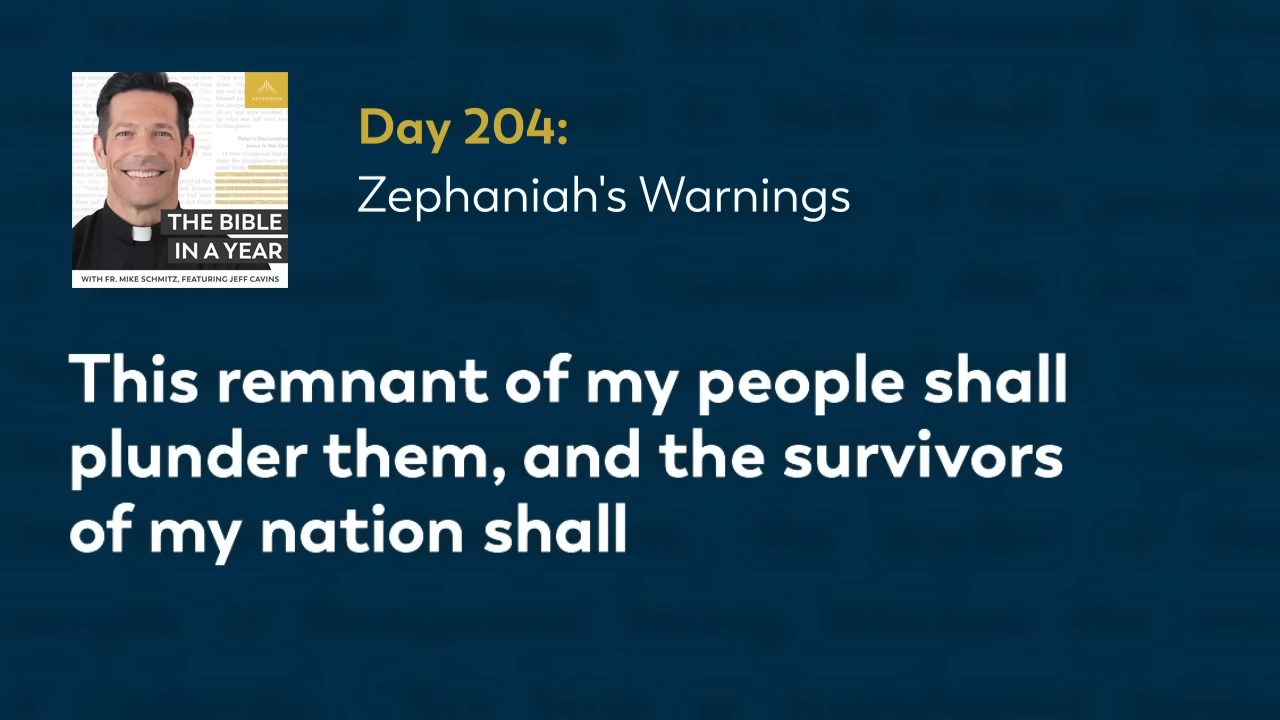 ASCENSION
THE BIBLE
IN A YEAR
WITH FR. MIKE SCHMITZ, FEATURING JEFF CAVINS
Day 204:
Zephaniah's Warnings
This remnant of my people shall
plunder them, and the survivors
of my nation shall